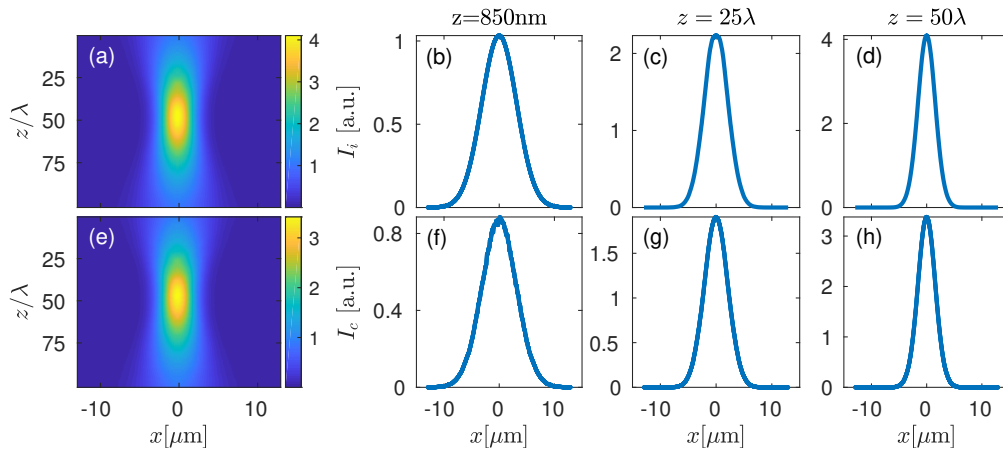 z=850nm z = 25λ z = 50λ
(a) (b) (c) (d)
z/λ 25 50 75
4 3 2 1
I_i [a.u.] 1 0.5 0
2 1 0
4 2 0
(e) (f) (g) (h)
z/λ 25 50 75
3 2 1
I_c [a.u.] 0.8 0.4 0
1.5 1 1.5 0
3 2 1 0
-10 0 10 -10 0 10 -10 0 10 -10 0 10
x[μm] x[μm] x[μm] x[μm]